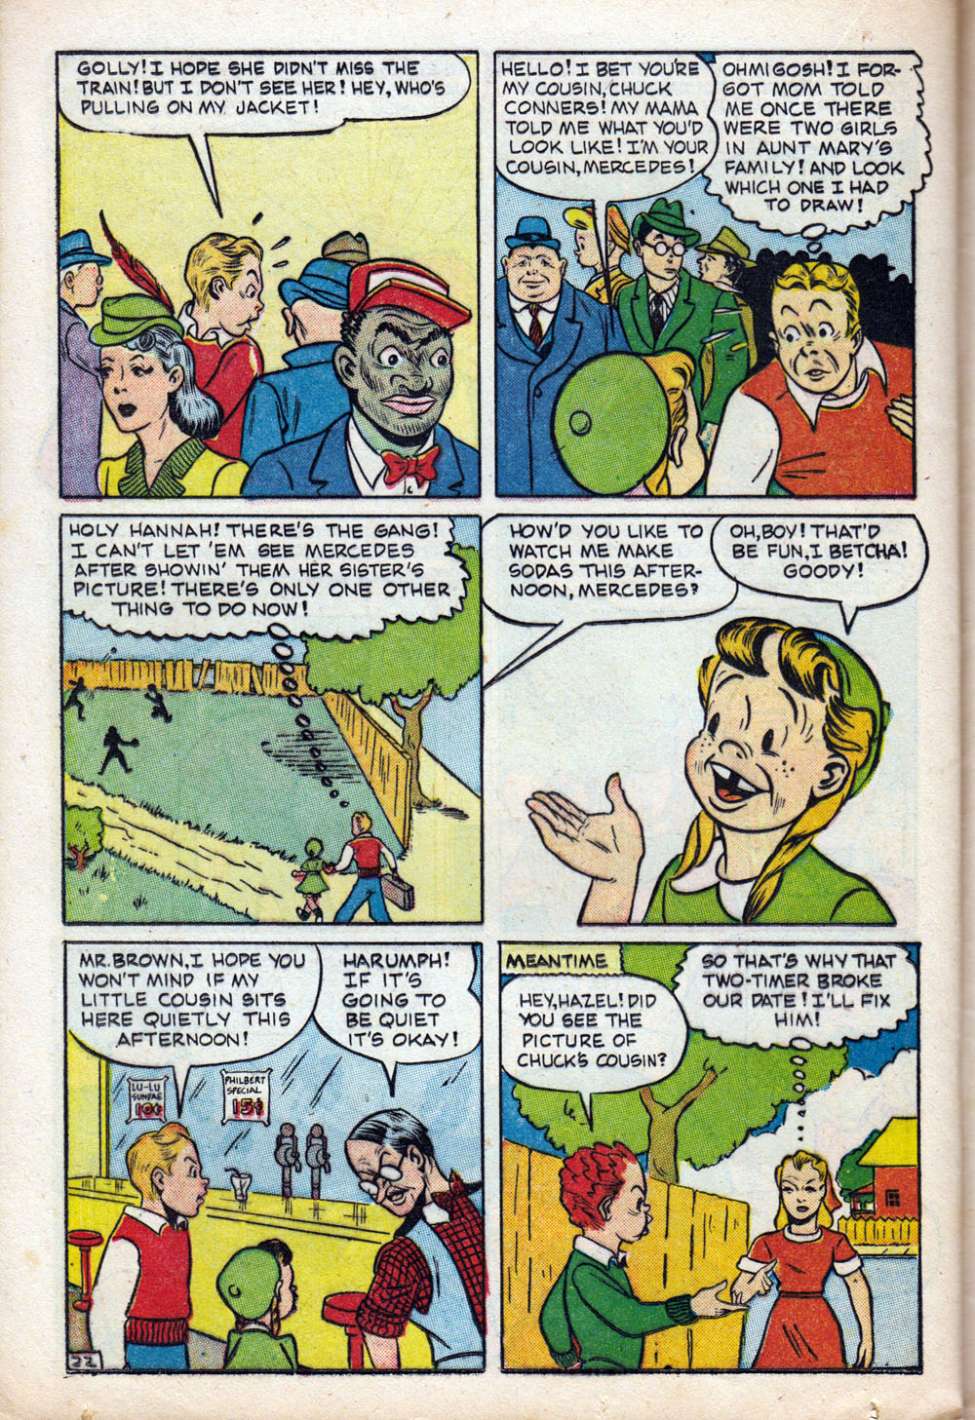 GOLLY! I HOPE SHE DIDN'T MISS THE
TRAIN! BUT I DON'T SEE HER! HEY, WHO'S
PULLING ON MY JACKET!
HELLO! I BET YOU'RE
MY COUSIN, CHUCK
CONNERS! MY MAMA
TOLD ME WHAT YOU'D
LOOK LIKE! I'M YOUR
COUSIN, MERCEDES!
OHMIGOSH! I FOR-
GOT MOM TOLD
ME ONCE THERE
WERE TWO GIRLS
IN AUNT MARY'S
FAMILY! AND LOOK
WHICH ONE I HAD
TO DRAW!
HOLY HANNAH! THERE'S THE GANG!
I CAN'T LET 'EM SEE MERCEDES
AFTER SHOWIN' THEM HER SISTER'S
PICTURE! THERE'S ONLY ONE OTHER
THING TO DO NOW!
HOW'D YOU LIKE TO
WATCH ME MAKE
SODAS THIS AFTER-
NOON, MERCEDES?
OH, BOY! THAT'D
BE FUN, I BETCHA!
GOODY!
MR. BROWN, I HOPE YOU
WON'T MIND IF MY
LITTLE COUSIN SITS
HERE QUIETLY THIS
AFTERNOON!
HARUMPH!
IF IT'S
GOING TO
BE QUIET
IT'S OKAY!
LU-LU
SUNDAE
10¢
PHILBERT
SPECIAL
15¢
22
MEANTIME
HEY, HAZEL! DID
YOU SEE THE
PICTURE OF
CHUCK'S COUSIN?
SO THAT'S WHY THAT
TWO-TIMER BROKE
OUR DATE! I'LL FIX
HIM!